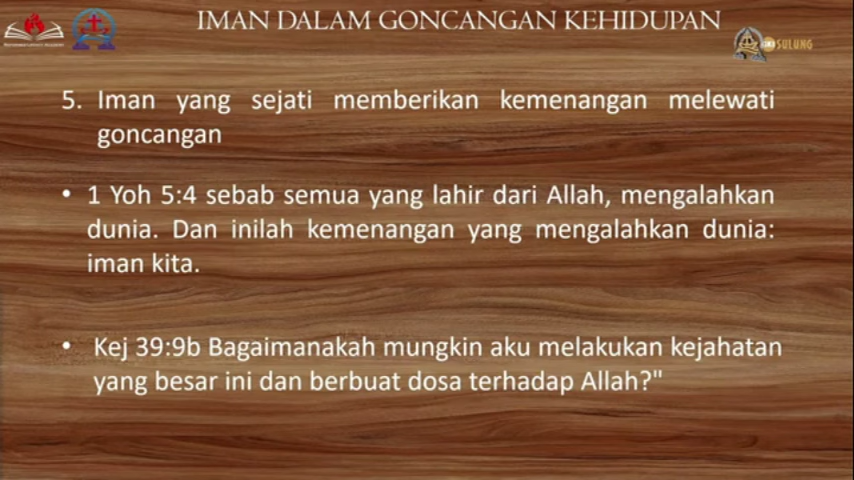 IMAN DALAM GONCANGAN KEHIDUPAN
SULUNG
5. Iman yang sejati memberikan kemenangan melewati
goncangan
• 1 Yoh 5:4 sebab semua yang lahir dari Allah, mengalahkan
dunia. Dan inilah kemenangan yang mengalahkan dunia:
iman kita.
• Kej 39:9b Bagaimanakah mungkin aku melakukan kejahatan
yang besar ini dan berbuat dosa terhadap Allah?"